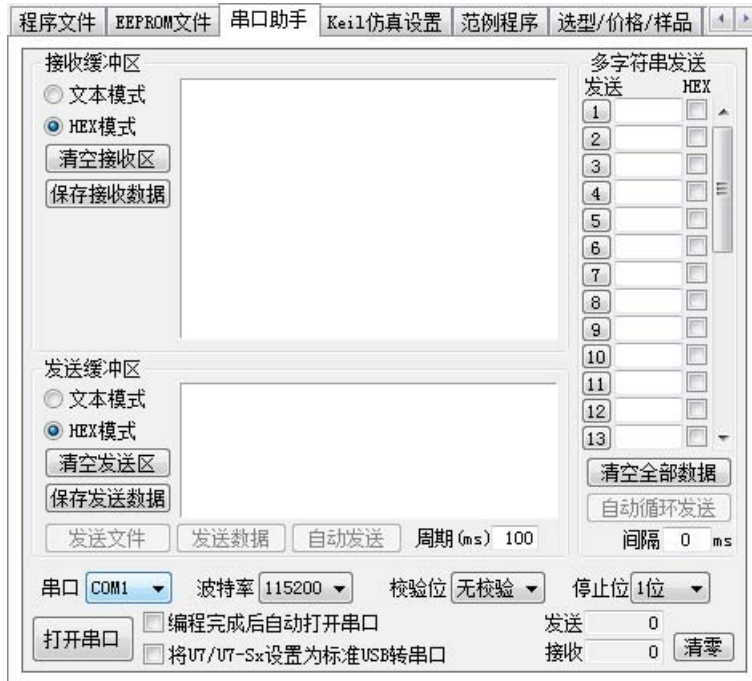 程序文件 EEPROM文件 串口助手 Keil仿真设置 范例程序 选型/价格/样品
接收缓冲区
文本模式
HEX模式
清空接收区
保存接收数据
发送缓冲区
文本模式
HEX模式
清空发送区
保存发送数据
发送文件 发送数据 自动发送 周期(ms) 100
多字符串发送
发送 HEX
1
2
3
4
5
6
7
8
9
10
11
12
13
清空全部数据
自动循环发送
间隔 0 ms
串口 COM1 波特率 115200 校验位 无校验 停止位 1位
打开串口
编程完成后自动打开串口
将U7/U7-Sx设置为标准USB转串口
发送 0
接收 0
清零